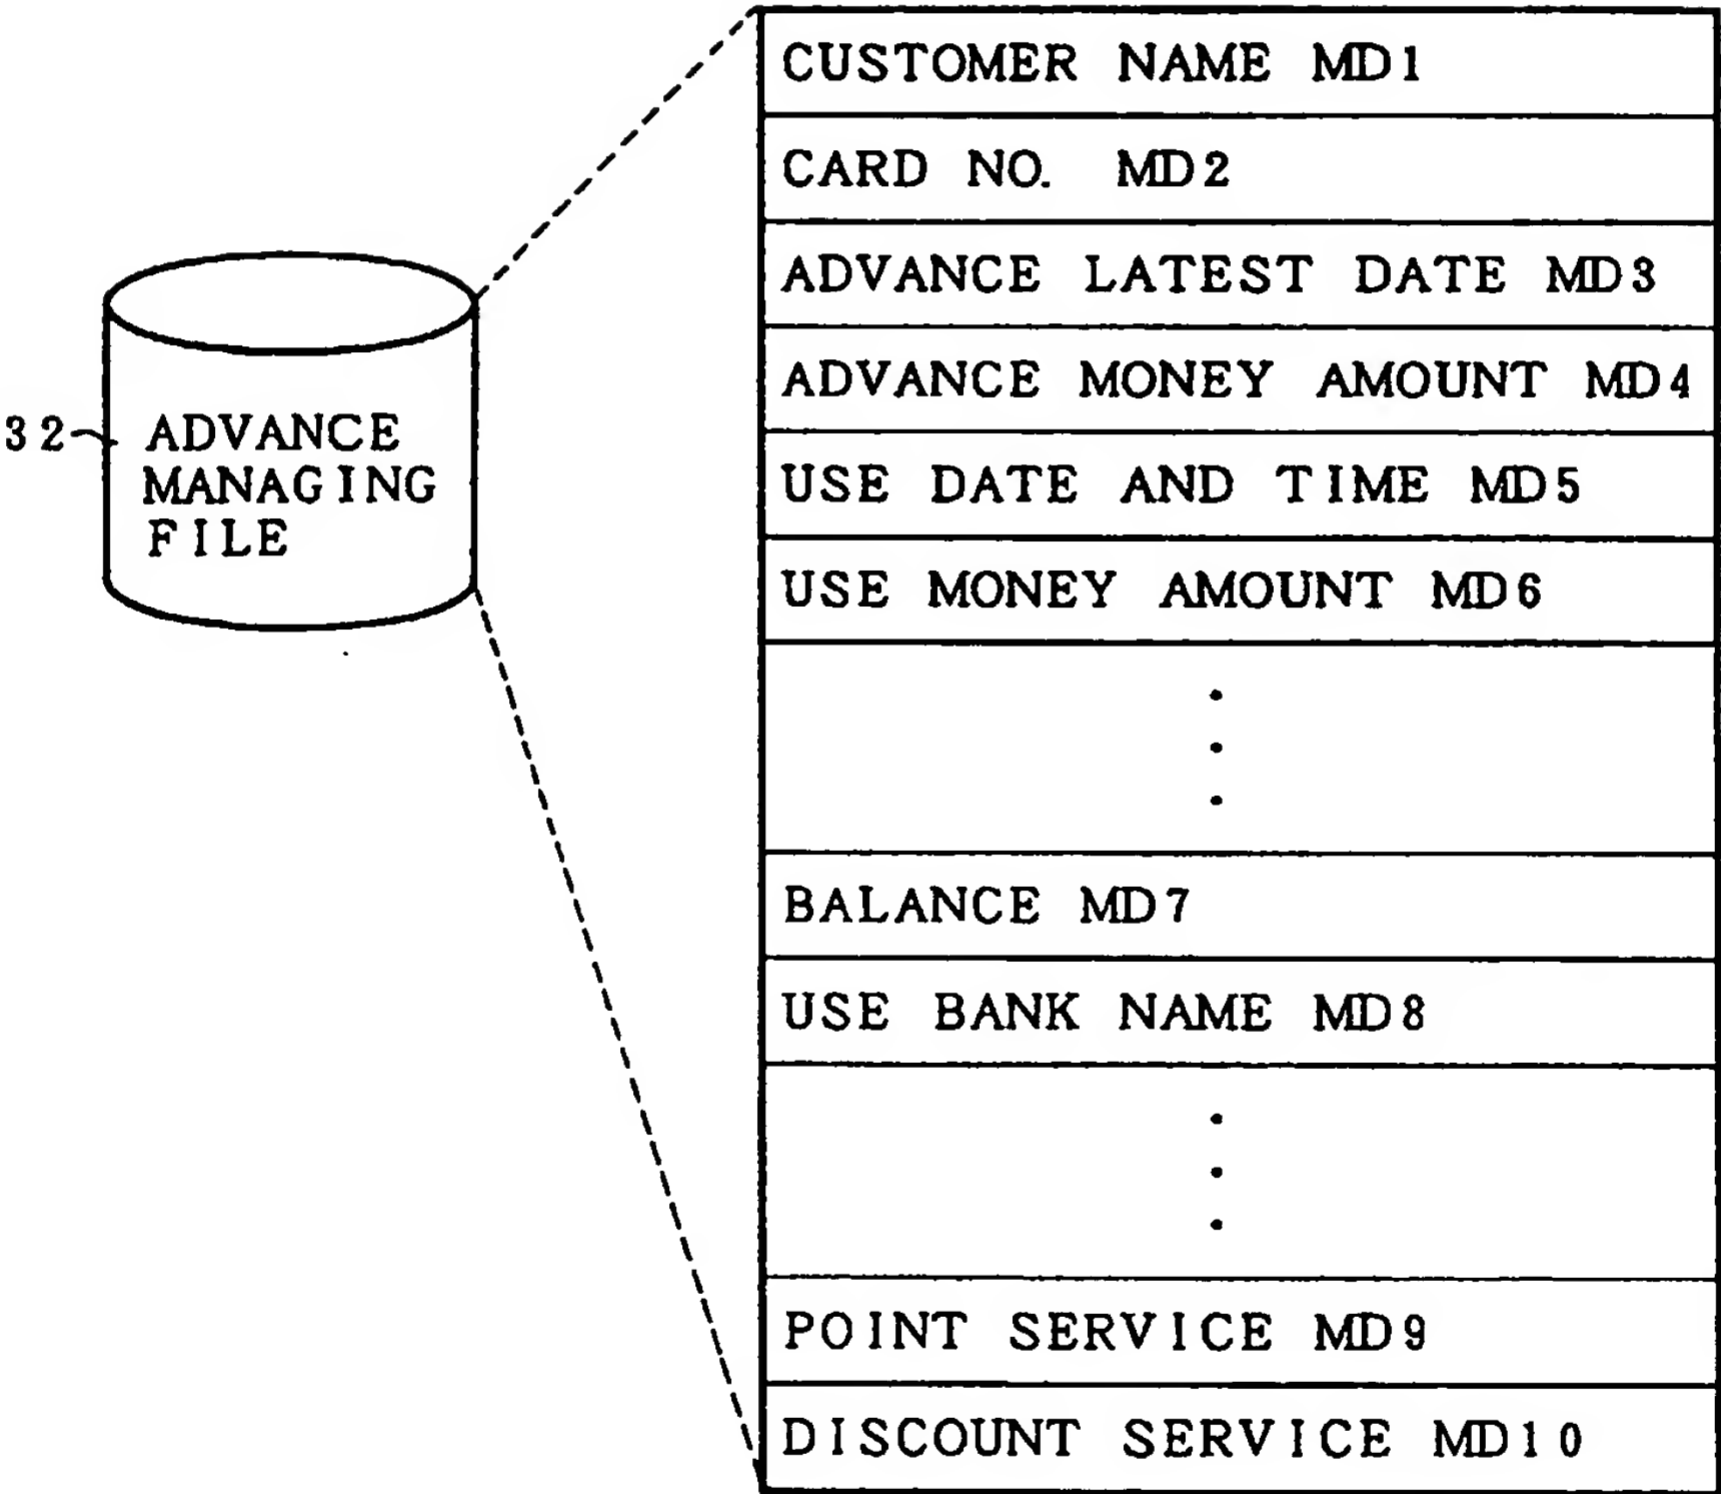 CUSTOMER NAME MD1
CARD NO. MD2
ADVANCE LATEST DATE MD3
ADVANCE MONEY AMOUNT MD4
32
ADVANCE
MANAGING
FILE
USE DATE AND TIME MD5
USE MONEY AMOUNT MD6
BALANCE MD7
USE BANK NAME MD8
POINT SERVICE MD9
DISCOUNT SERVICE MD10